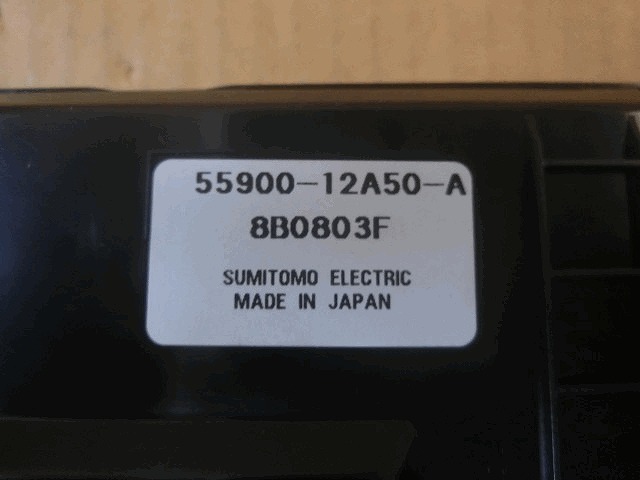 55900-12A50-A
8B0803F
SUMITOMO ELECTRIC
MADE IN JAPAN